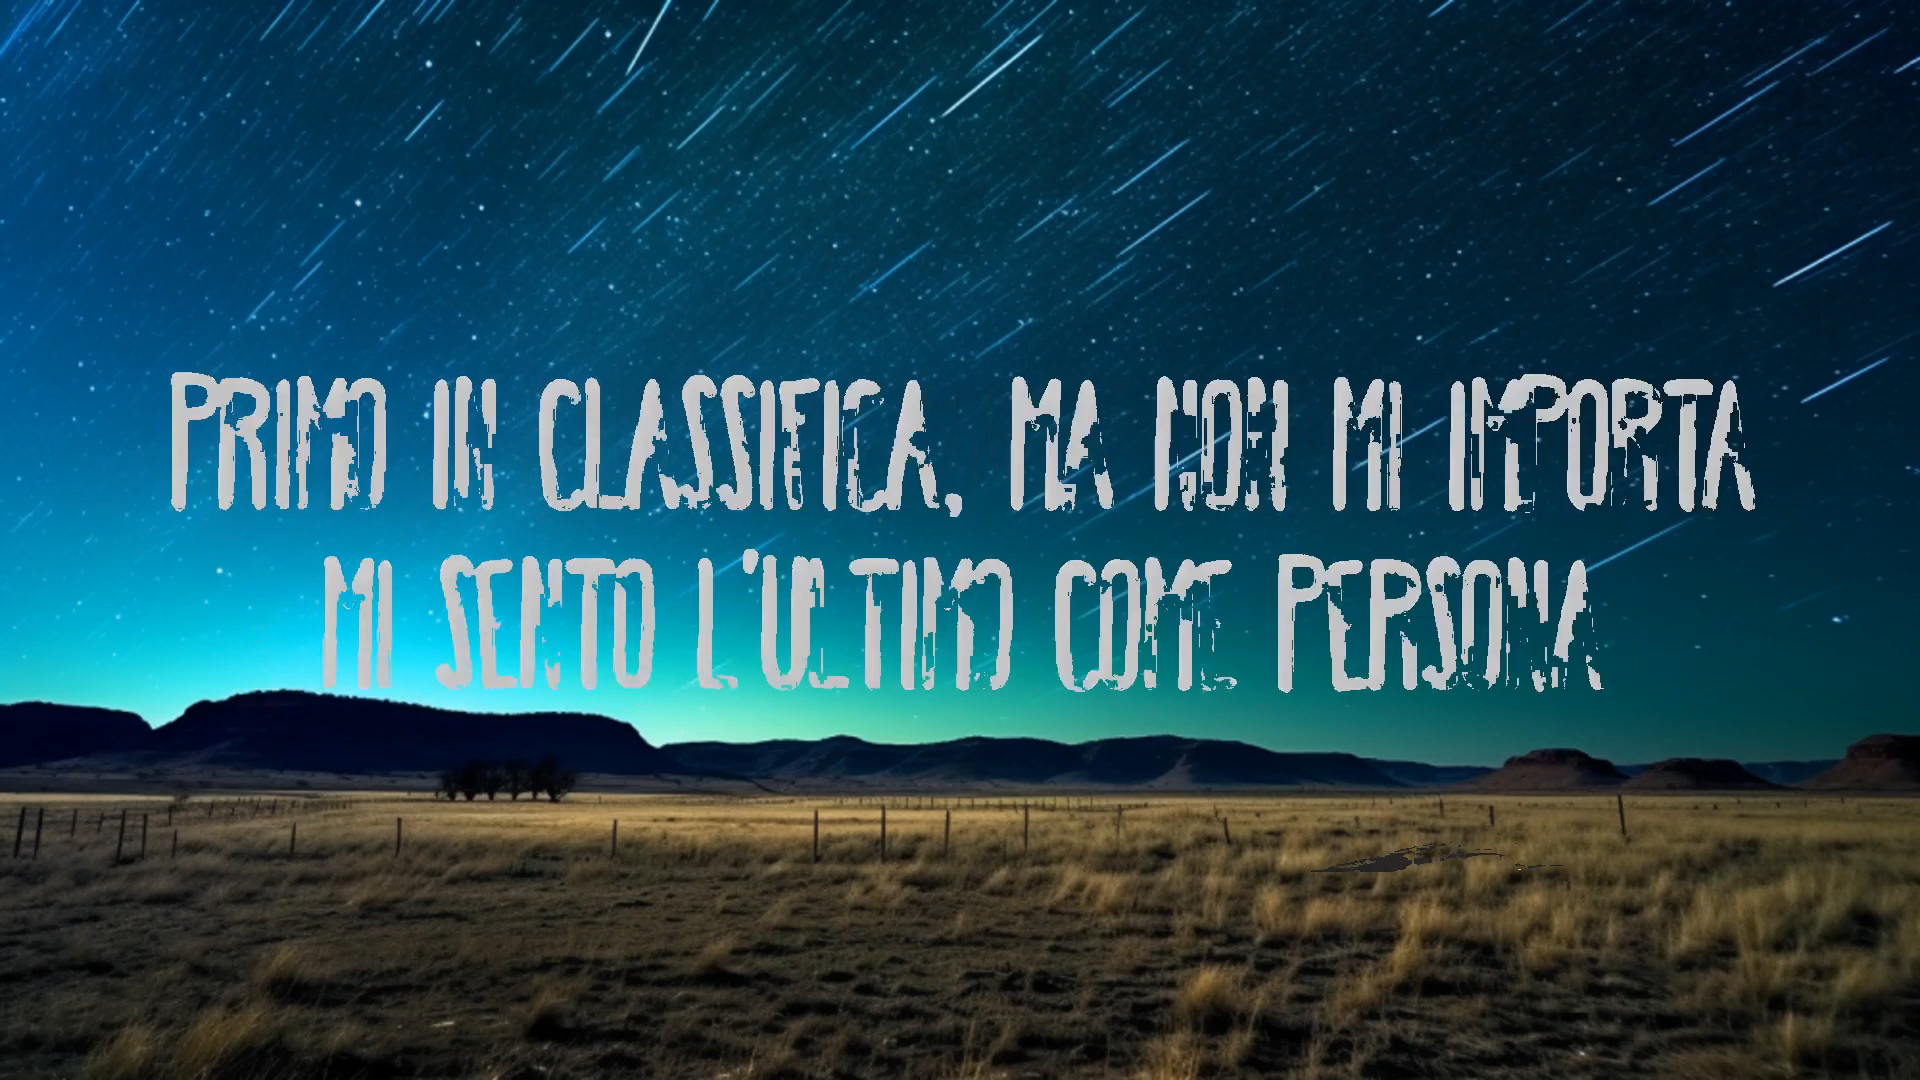 PRIMO IN CLASSIFICA, MA NON MI IMPORTA
MI SENTO L'ULTIMO COME PERSONA